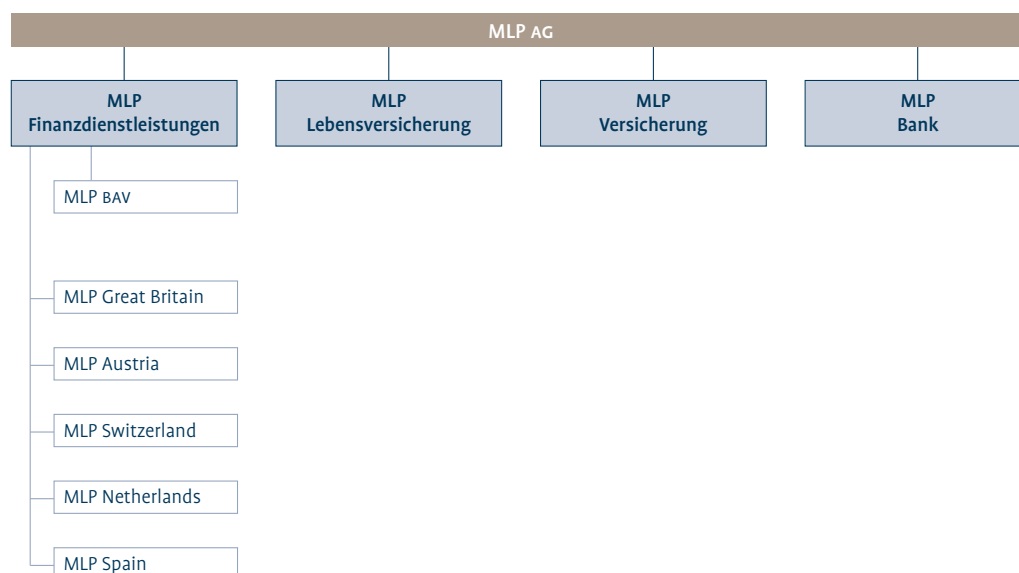 MLP AG
MLP
Finanzdienstleistungen
MLP
Lebensversicherung
MLP
Versicherung
MLP
Bank
MLP BAV
MLP Great Britain
MLP Austria
MLP Switzerland
MLP Netherlands
MLP Spain